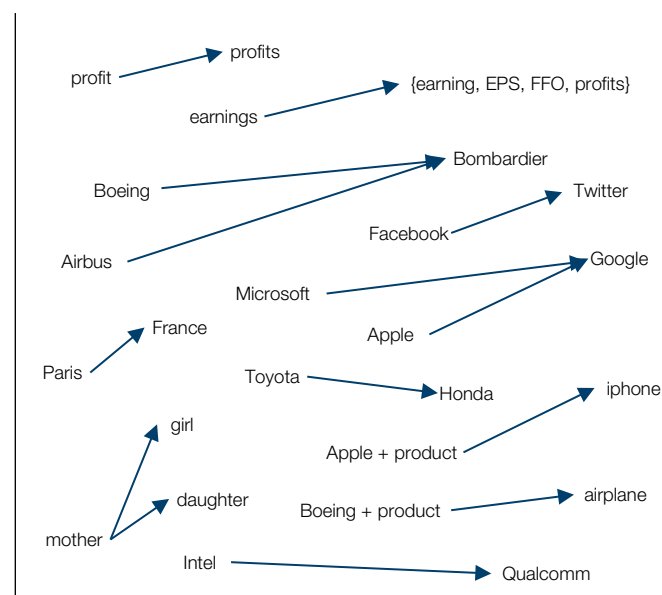 profits
profit
{earning, EPS, FFO, profits}
earnings
Bombardier
Boeing
Twitter
Facebook
Airbus
Google
Microsoft
France
Apple
Paris
Toyota
Honda
iphone
girl
Apple + product
daughter
airplane
Boeing + product
mother
Intel
Qualcomm